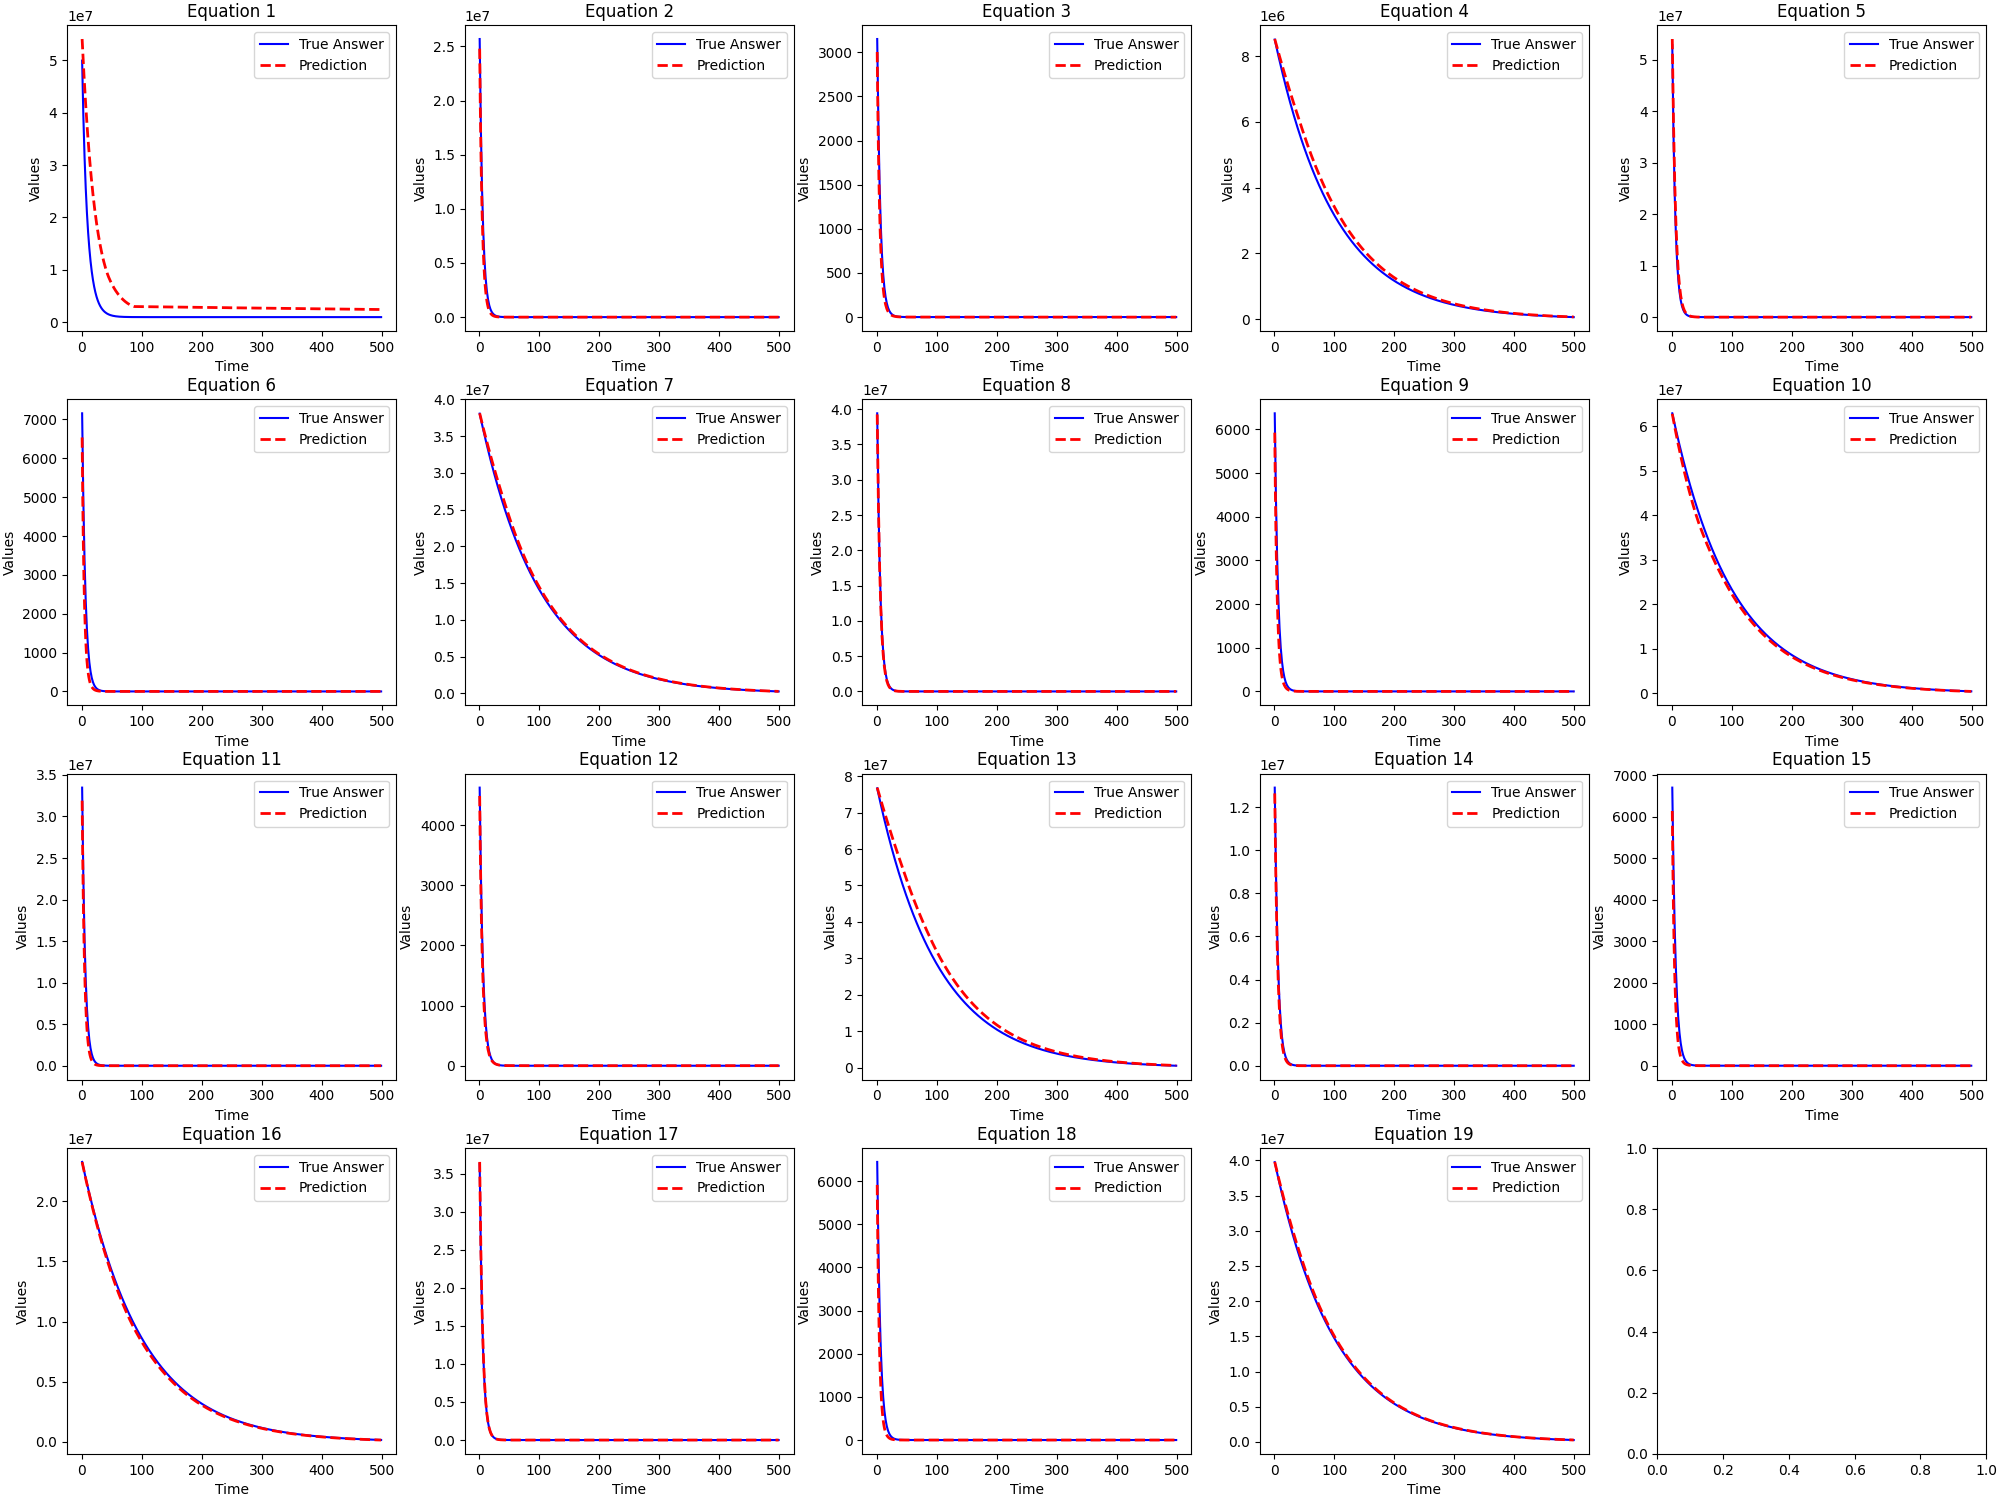 Equation 1
1e7
True Answer
Prediction
Values
5
4
3
2
1
0
0 100 200 300 400 500
Time
Equation 2
1e7
True Answer
Prediction
Values
2.5
2.0
1.5
1.0
0.5
0.0
0 100 200 300 400 500
Time
Equation 3
True Answer
Prediction
Values
3000
2500
2000
1500
1000
500
0
0 100 200 300 400 500
Time
Equation 4
1e6
True Answer
Prediction
Values
8
6
4
2
0
0 100 200 300 400 500
Time
Equation 5
1e7
True Answer
Prediction
Values
5
4
3
2
1
0
0 100 200 300 400 500
Time
Equation 6
True Answer
Prediction
Values
7000
6000
5000
4000
3000
2000
1000
0
0 100 200 300 400 500
Time
Equation 7
1e7
True Answer
Prediction
Values
4.0
3.5
3.0
2.5
2.0
1.5
1.0
0.5
0.0
0 100 200 300 400 500
Time
Equation 8
1e7
True Answer
Prediction
Values
4.0
3.5
3.0
2.5
2.0
1.5
1.0
0.5
0.0
0 100 200 300 400 500
Time
Equation 9
True Answer
Prediction
Values
6000
5000
4000
3000
2000
1000
0
0 100 200 300 400 500
Time
Equation 10
1e7
True Answer
Prediction
Values
6
5
4
3
2
1
0
0 100 200 300 400 500
Time
Equation 11
1e7
True Answer
Prediction
Values
3.5
3.0
2.5
2.0
1.5
1.0
0.5
0.0
0 100 200 300 400 500
Time
Equation 12
True Answer
Prediction
Values
4000
3000
2000
1000
0
0 100 200 300 400 500
Time
Equation 13
1e7
True Answer
Prediction
Values
8
7
6
5
4
3
2
1
0
0 100 200 300 400 500
Time
Equation 14
1e7
True Answer
Prediction
Values
1.2
1.0
0.8
0.6
0.4
0.2
0.0
0 100 200 300 400 500
Time
Equation 15
True Answer
Prediction
Values
7000
6000
5000
4000
3000
2000
1000
0
0 100 200 300 400 500
Time
Equation 16
1e7
True Answer
Prediction
Values
2.0
1.5
1.0
0.5
0.0
0 100 200 300 400 500
Time
Equation 17
1e7
True Answer
Prediction
Values
3.5
3.0
2.5
2.0
1.5
1.0
0.5
0.0
0 100 200 300 400 500
Time
Equation 18
True Answer
Prediction
Values
6000
5000
4000
3000
2000
1000
0
0 100 200 300 400 500
Time
Equation 19
1e7
True Answer
Prediction
Values
4.0
3.5
3.0
2.5
2.0
1.5
1.0
0.5
0.0
0 100 200 300 400 500
Time
1.0
0.8
0.6
0.4
0.2
0.0
0.0 0.2 0.4 0.6 0.8 1.0